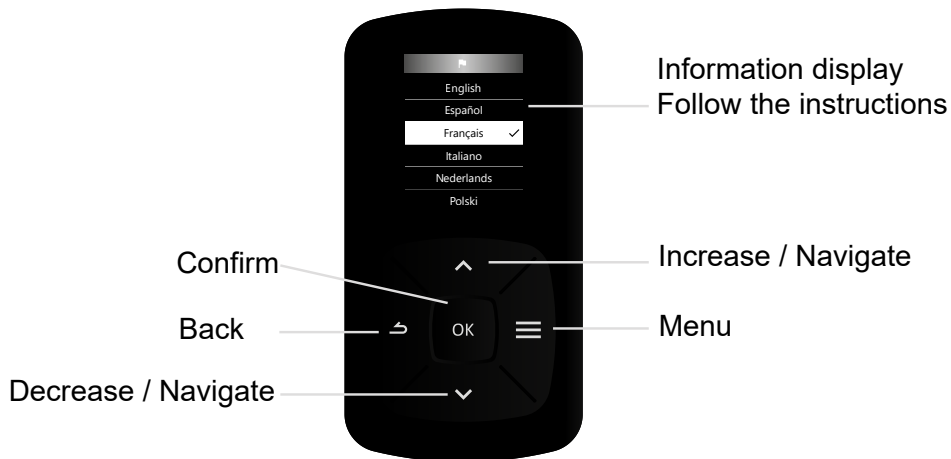 English
Español
Français
Italiano
Nederlands
Polski
Information display
Follow the instructions
Confirm
Increase / Navigate
Back
OK
Menu
Decrease / Navigate